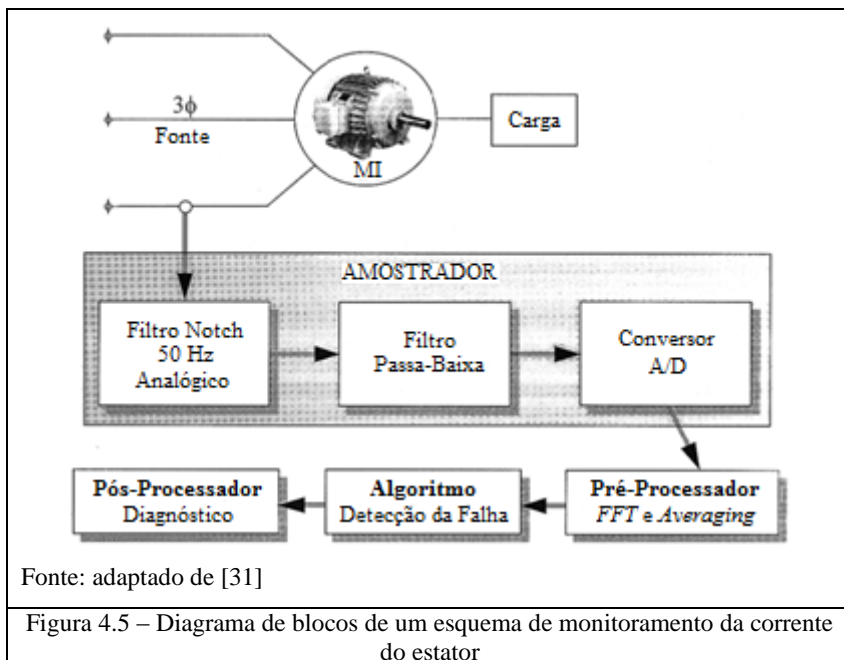 3ϕ
Fonte
MI
Carga
AMOSTRADOR
Filtro Notch
50 Hz
Analógico
Filtro
Passa-Baixa
Conversor
A/D
Pós-Processador
Diagnóstico
Algoritmo
Detecção da Falha
Pré-Processador
FFT e Averaging
Fonte: adaptado de [31]
Figura 4.5 – Diagrama de blocos de um esquema de monitoramento da corrente
do estator